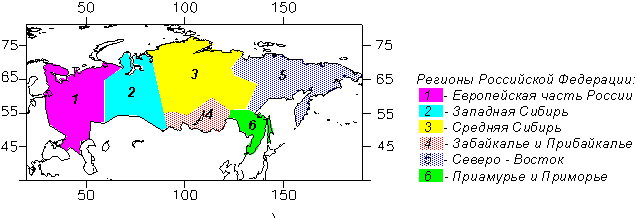 50 100 150
75 75
65 65
55 55
45 45
50 100 150
1
2
3
4
5
6
Регионы Российской Федерации:
1 - Европейская часть России
2 - Западная Сибирь
3 - Средняя Сибирь
4 - Забайкалье и Прибайкалье
5 - Северо - Восток
6 - Приамурье и Приморье
\